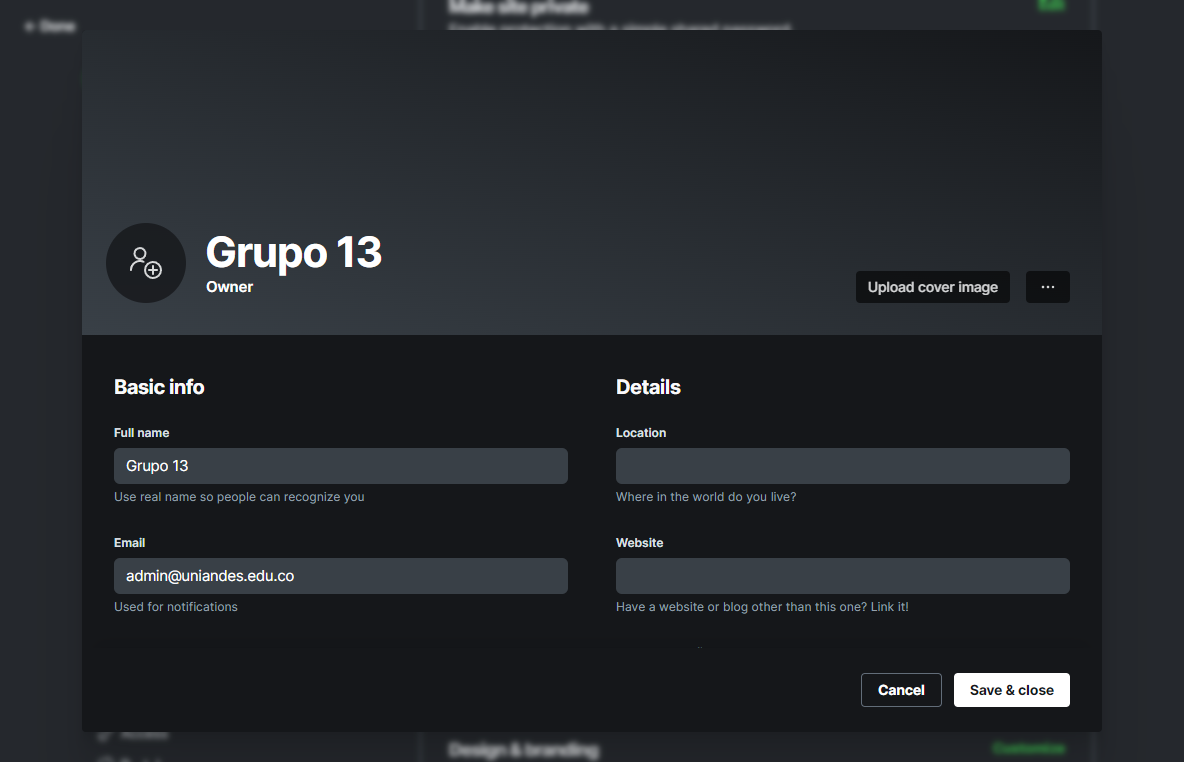 Done
Make site private
Edit
Enable protection with a simple shared password
Grupo 13
Owner
Upload cover image
Basic info
Details
Full name
Location
Grupo 13
Use real name so people can recognize you
Where in the world do you live?
Email
Website
admin@uniandes.edu.co
Used for notifications
Have a website or blog other than this one? Link it!
Cancel
Save & close
Access
Design & branding
Customize